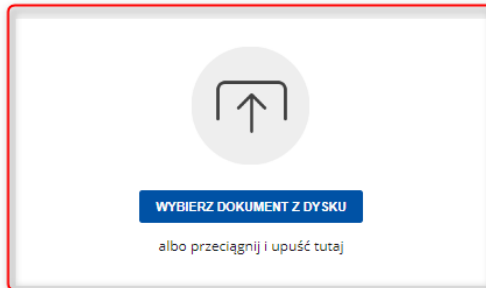 WYBIERZ DOKUMENT Z DYSKU
albo przeciągnij i upuść tutaj